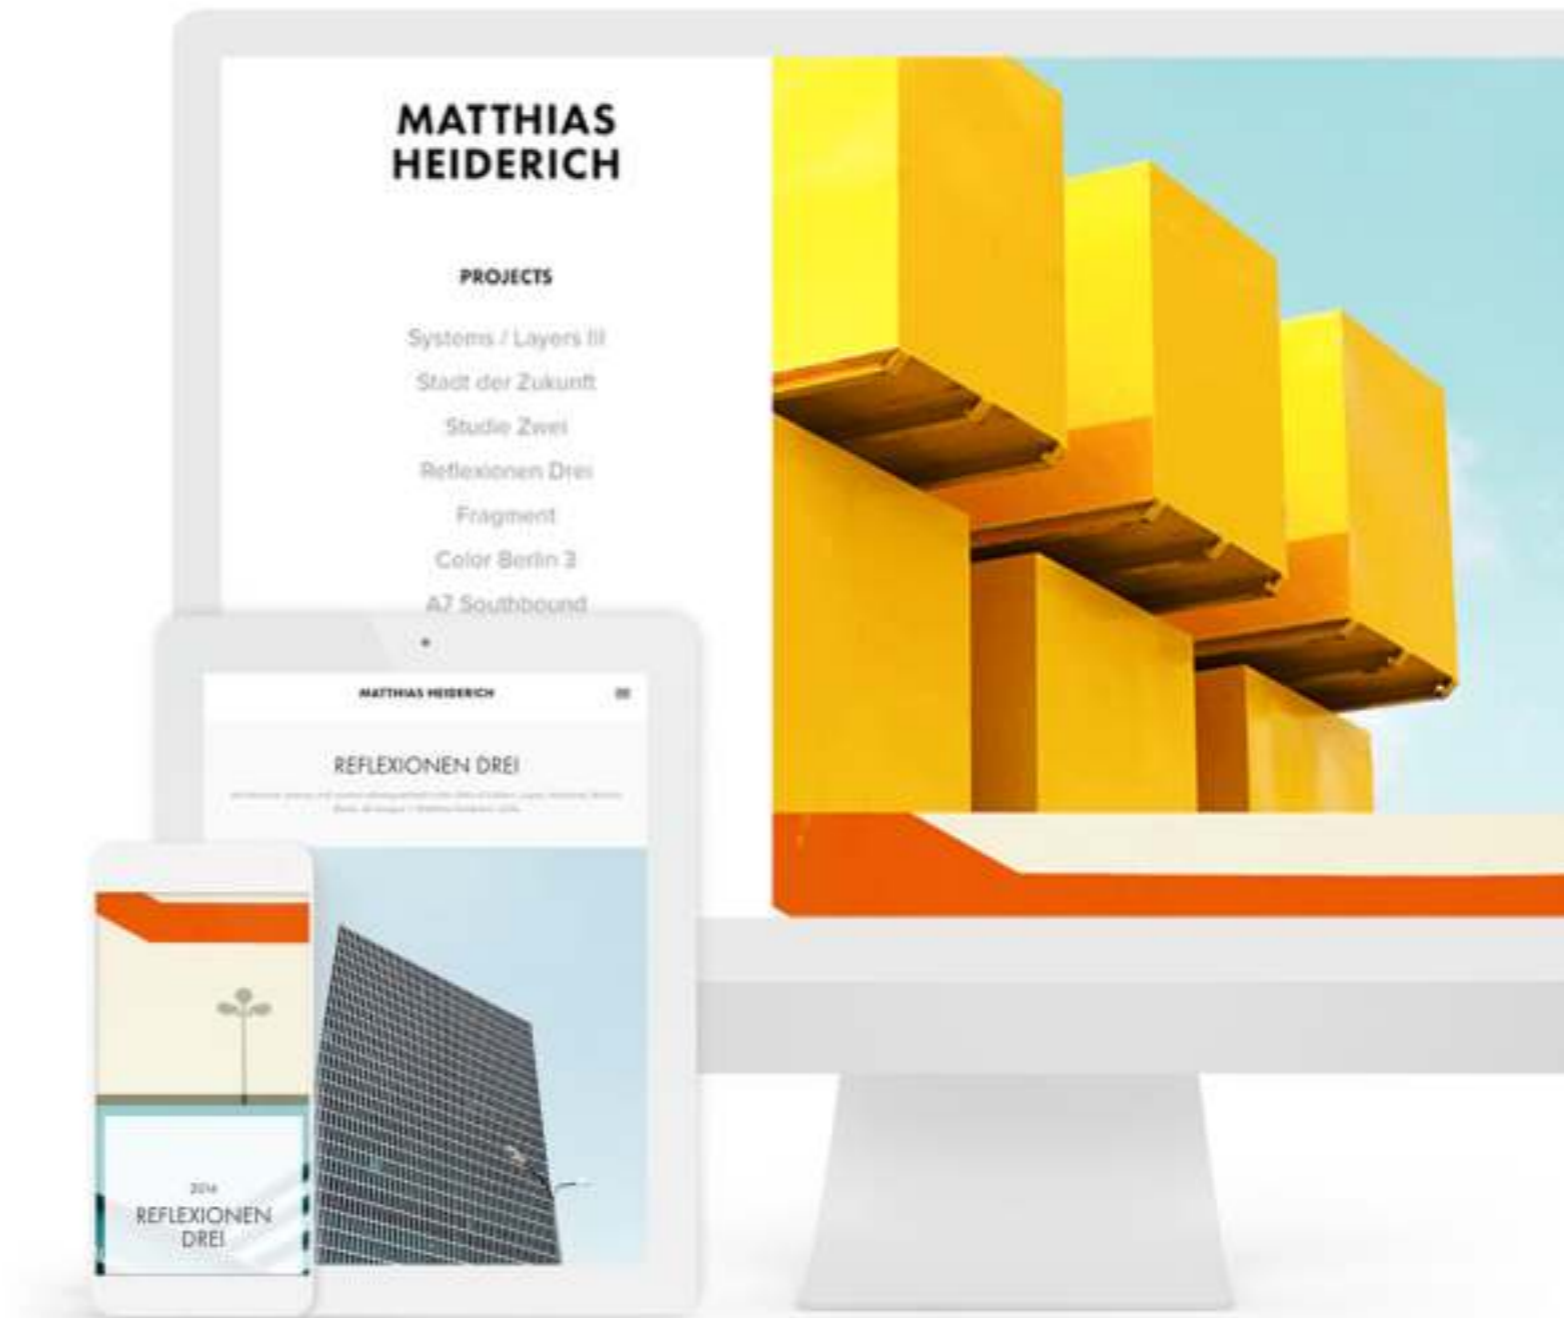 MATTHIAS
HEIDERICH
PROJECTS
Systems / Layers III
Stadt der Zukunft
Studie Zwei
Reflexionen Drei
Fragment
Color Berlin 3
A7 Southbound
MATTHIAS HEIDERICH
REFLEXIONEN DREI
REFLEXIONEN
DREI